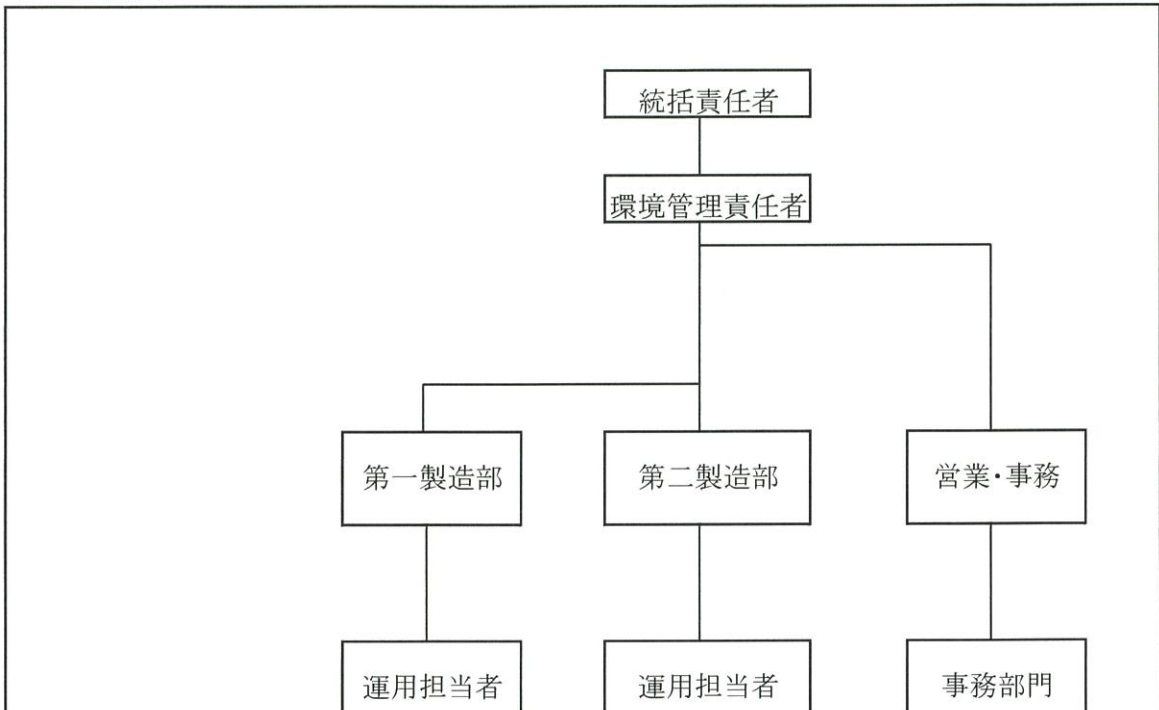 統括責任者
環境管理責任者
第一製造部
第二製造部
営業・事務
運用担当者
運用担当者
事務部門